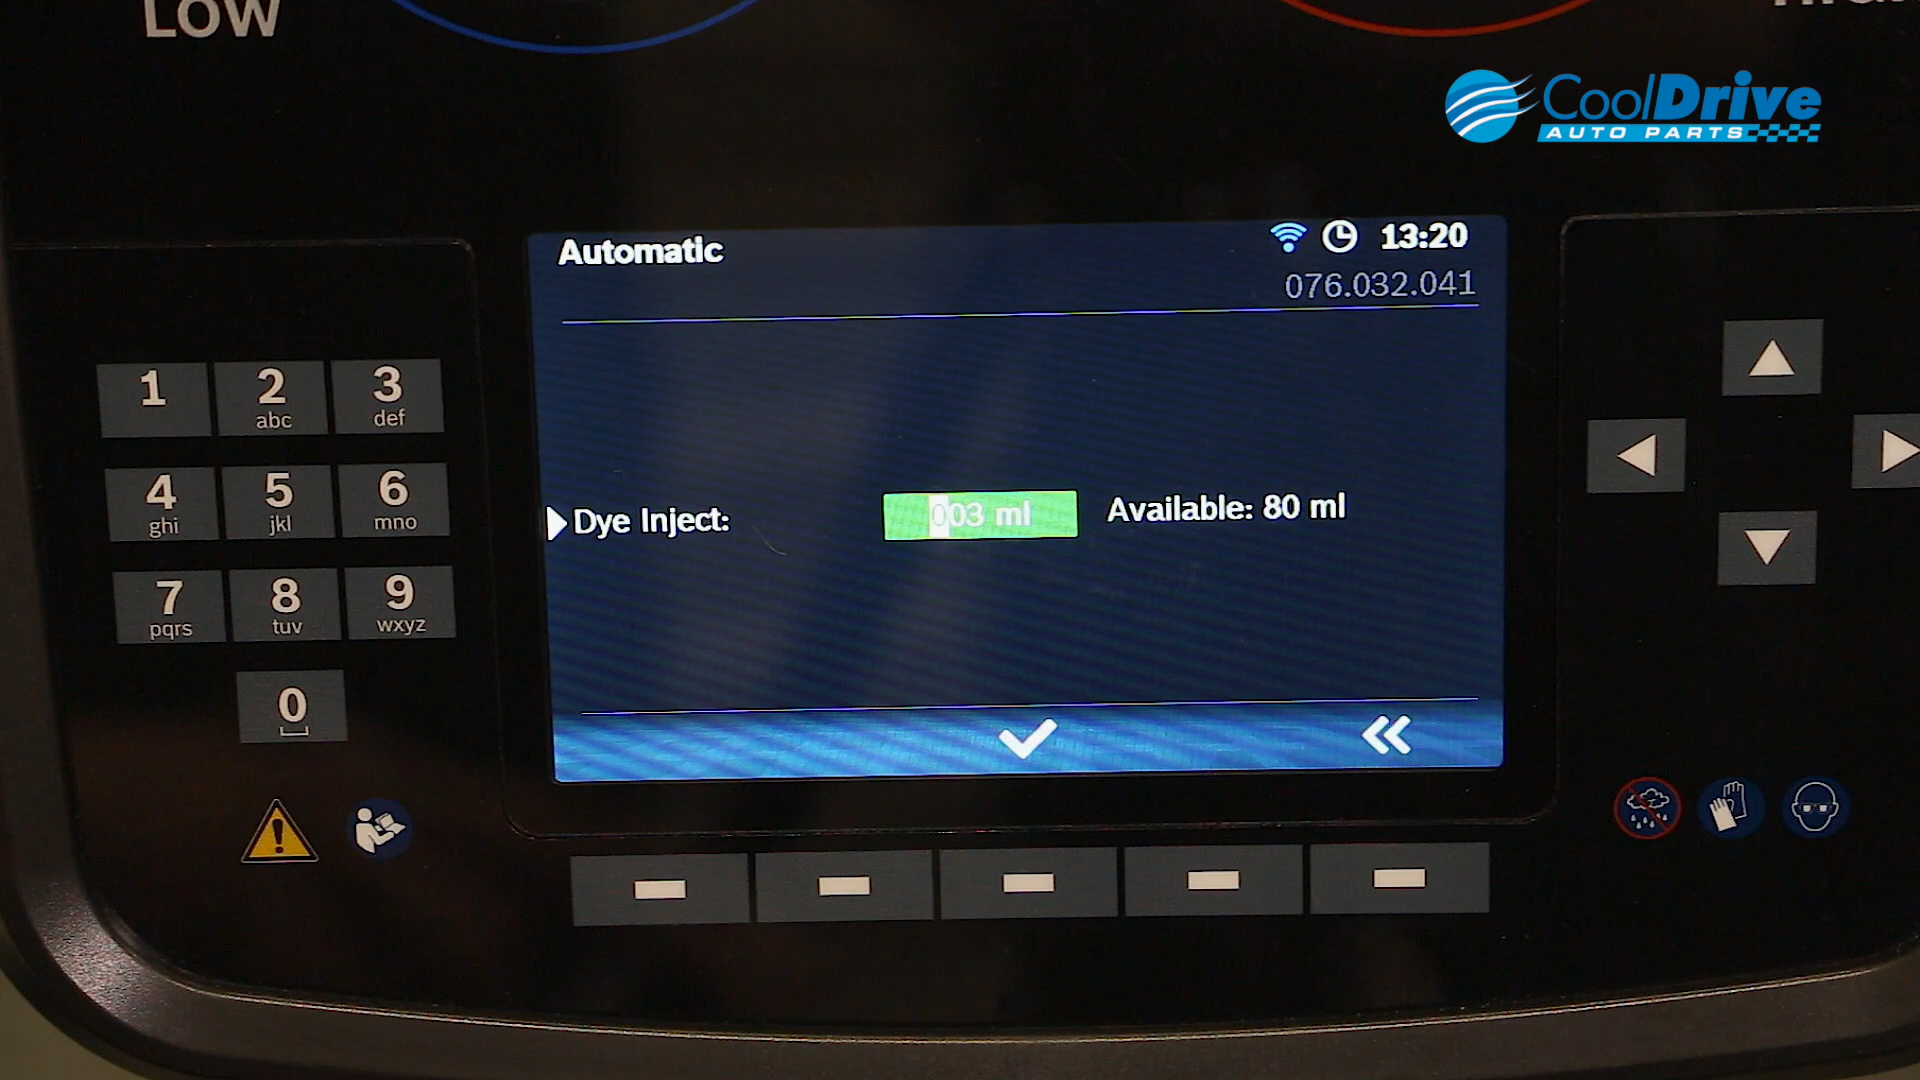 LOW
CoolDrive
AUTO PARTS
Automatic
13:20
076.032.041
Dye Inject:
003 ml
Available: 80 ml
1
2
abc
3
def
4
ghi
5
jkl
6
mno
7
pqrs
8
tuv
9
wxyz
0